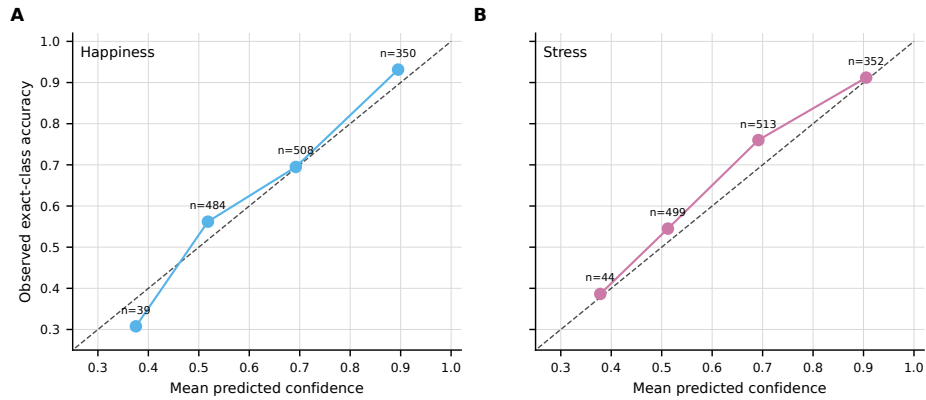 A
B
Happiness
Stress
n=350
n=508
n=484
n=39
n=352
n=513
n=499
n=44
1.0
0.9
0.8
0.7
0.6
0.5
0.4
0.3
Observed exact-class accuracy
0.3 0.4 0.5 0.6 0.7 0.8 0.9 1.0
Mean predicted confidence
0.3 0.4 0.5 0.6 0.7 0.8 0.9 1.0
Mean predicted confidence